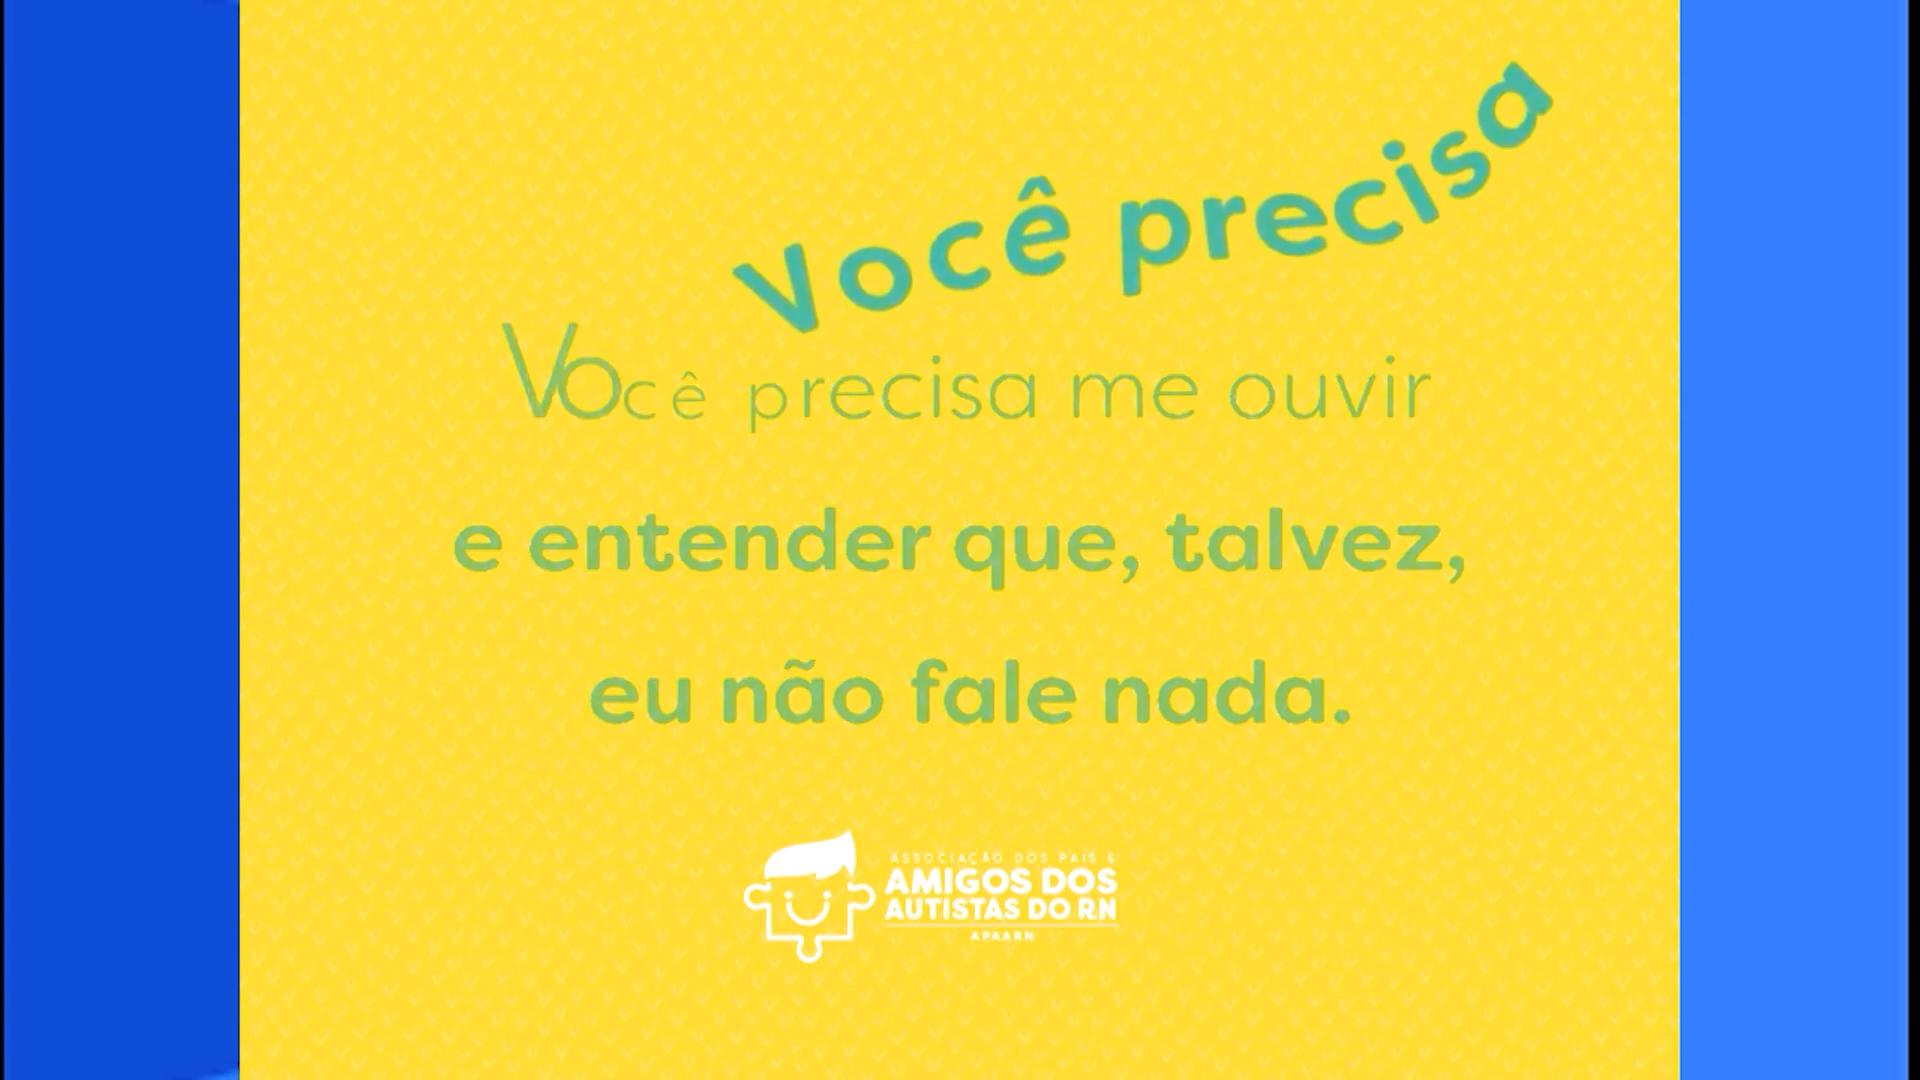 Você precisa
Você precisa me ouvir
e entender que, talvez,
eu não fale nada.
ASSOCIAÇÃO DOS PAIS E
AMIGOS DOS
AUTISTAS DO RN
APAARN